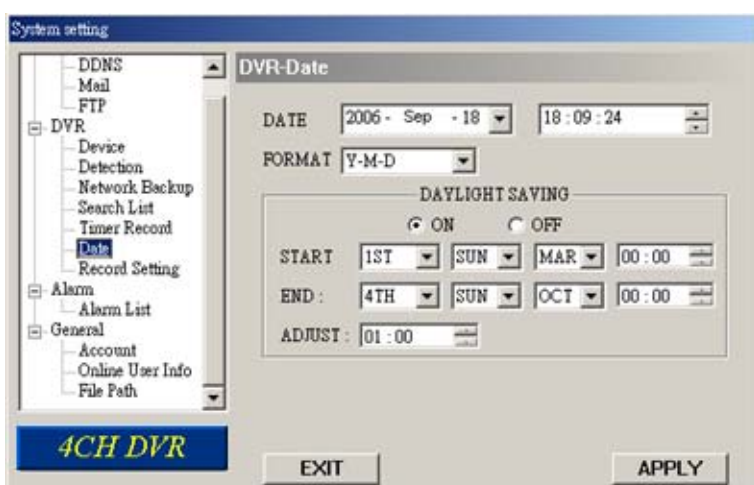 System setting
DDNS
Mail
FTP
DVR
Device
Detection
Network Backup
Search List
Timer Record
Date
Record Setting
Alarm
Alarm List
General
Account
Online User Info
File Path
4CH DVR
DVR-Date
DATE 2006 - Sep - 18 18 : 09 : 24
FORMAT Y-M-D
DAYLIGHT SAVING
ON OFF
START 1ST SUN MAR 00 : 00
END : 4TH SUN OCT 00 : 00
ADJUST : 01 : 00
EXIT APPLY